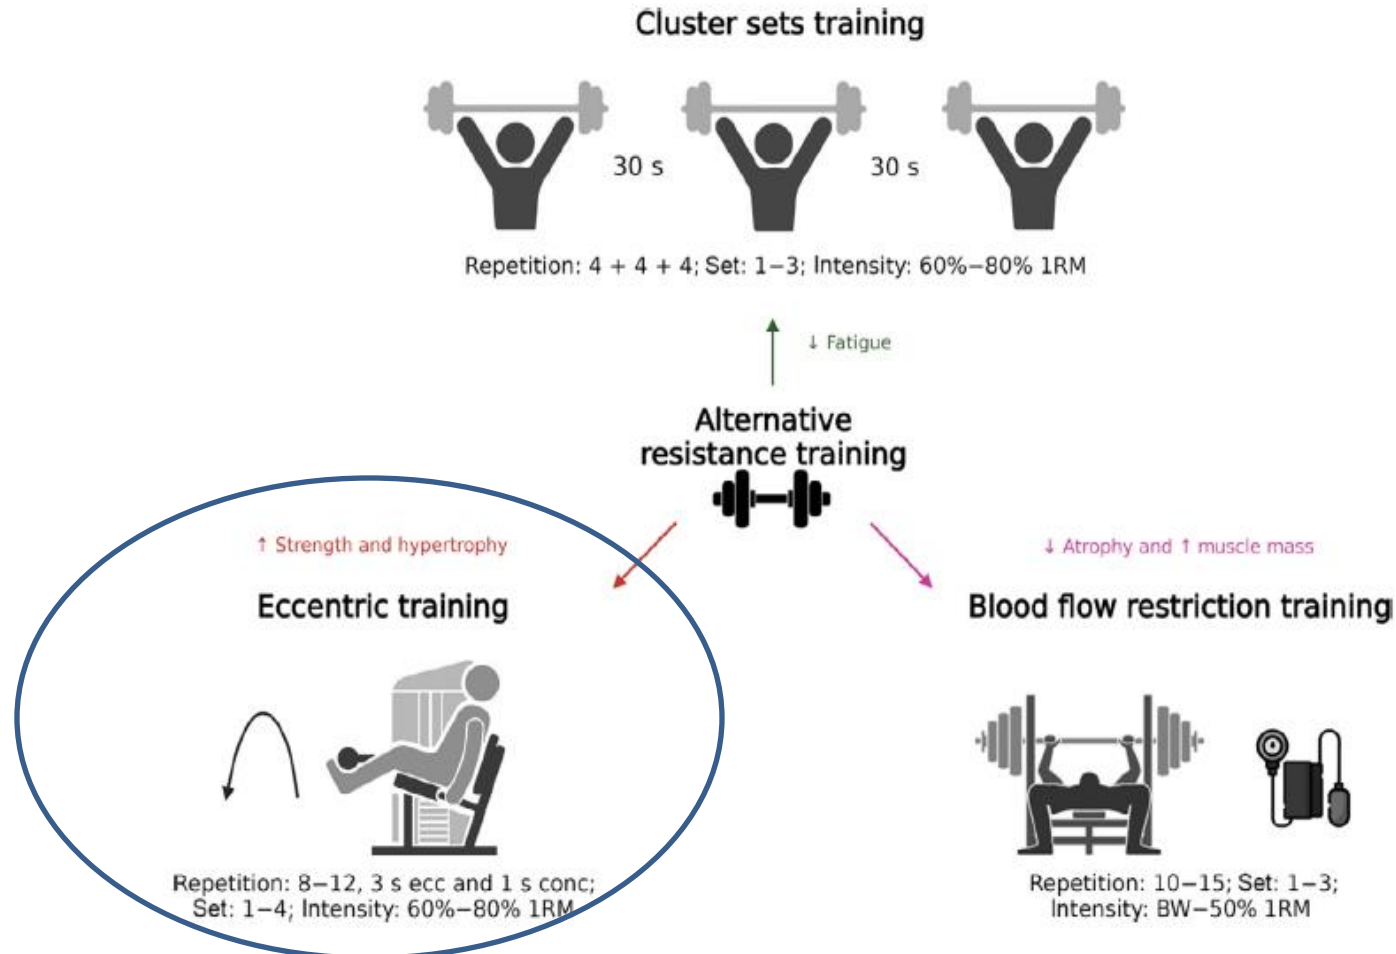 Cluster sets training
30 s
30 s
Repetition: 4 + 4 + 4; Set: 1–3; Intensity: 60%–80% 1RM
↓ Fatigue
Alternative
resistance training
↑ Strength and hypertrophy
Eccentric training
Repetition: 8–12, 3 s ecc and 1 s conc;
Set: 1–4; Intensity: 60%–80% 1RM
↓ Atrophy and ↑ muscle mass
Blood flow restriction training
Repetition: 10–15; Set: 1–3;
Intensity: BW–50% 1RM